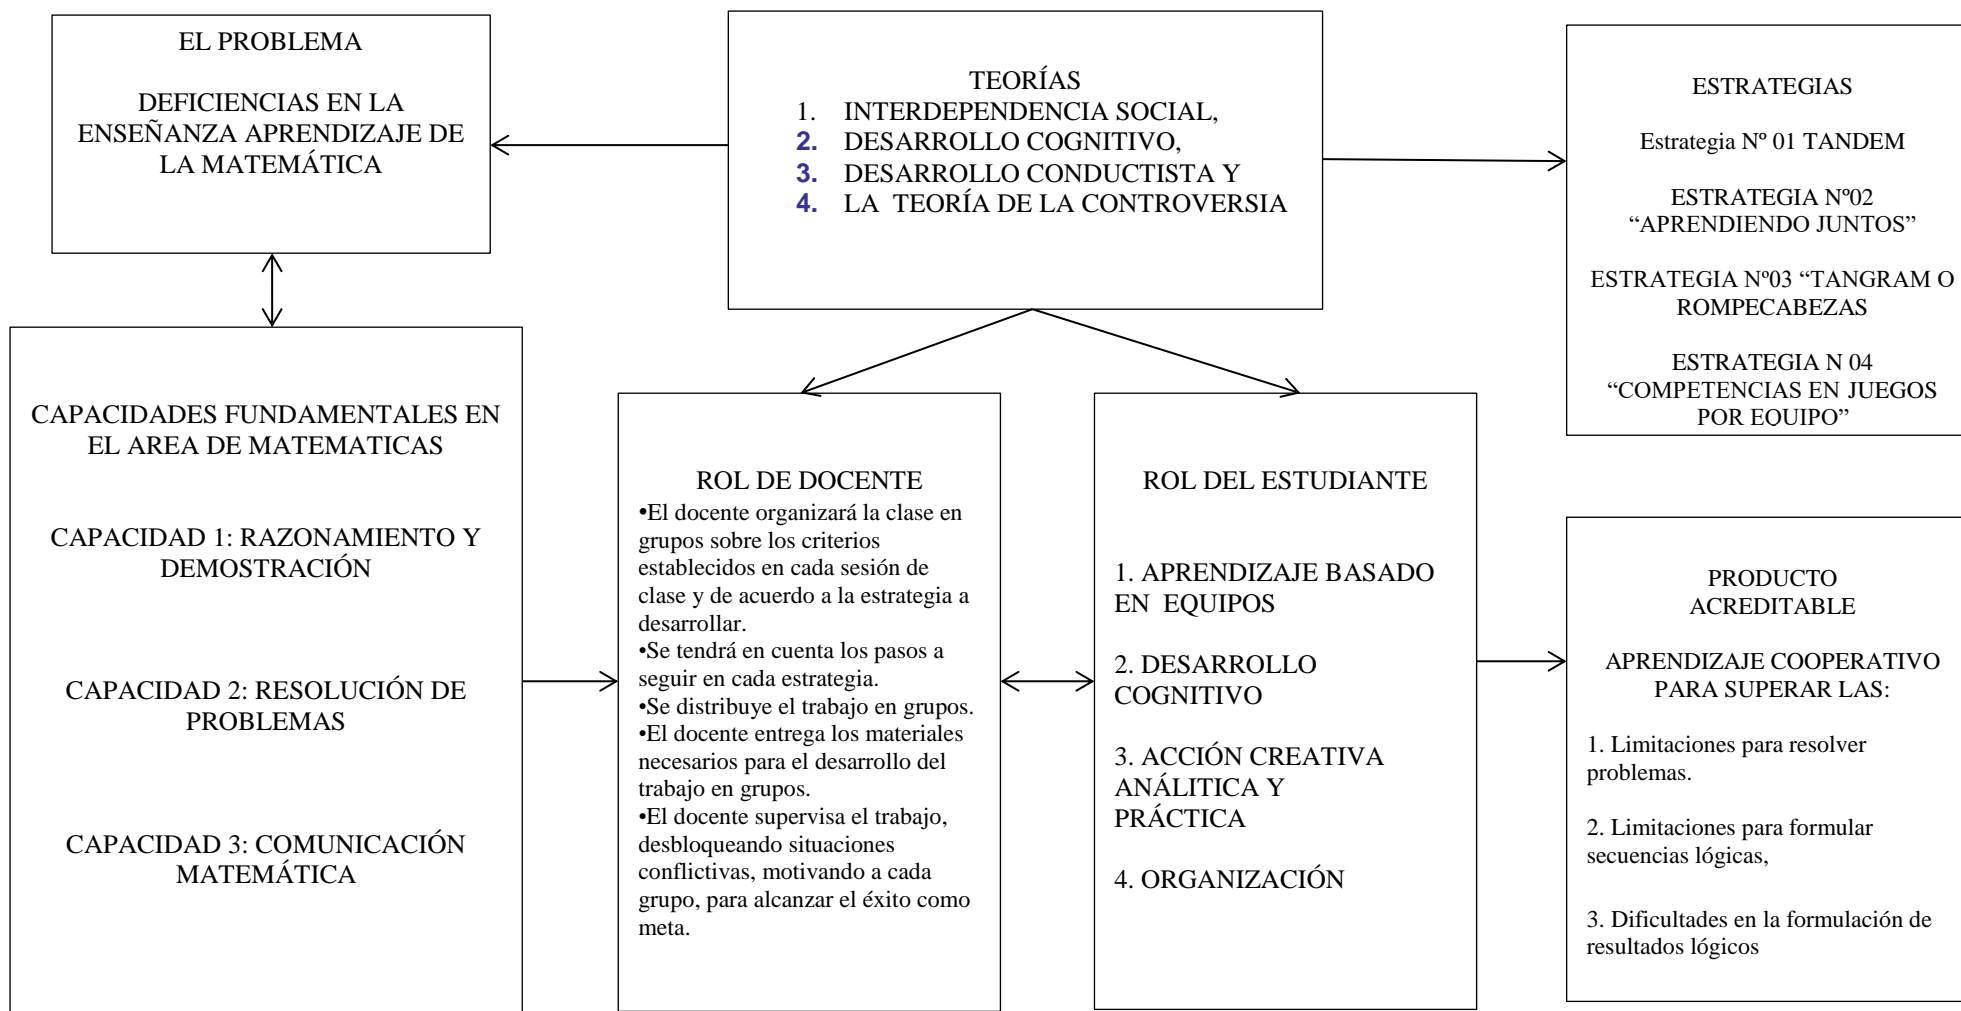 EL PROBLEMA
DEFICIENCIAS EN LA
ENSEÑANZA APRENDIZAJE DE
LA MATEMÁTICA
TEORÍAS
1. INTERDEPENDENCIA SOCIAL,
2. DESARROLLO COGNITIVO,
3. DESARROLLO CONDUCTISTA Y
4. LA TEORÍA DE LA CONTROVERSIA
ESTRATEGIAS
Estrategia Nº 01 TANDEM
ESTRATEGIA Nº02
“APRENDIENDO JUNTOS”
ESTRATEGIA Nº03 “TANGRAM O
ROMPECABEZAS
ESTRATEGIA N 04
“COMPETENCIAS EN JUEGOS
POR EQUIPO”
CAPACIDADES FUNDAMENTALES EN
EL AREA DE MATEMATICAS
CAPACIDAD 1: RAZONAMIENTO Y
DEMOSTRACIÓN
CAPACIDAD 2: RESOLUCIÓN DE
PROBLEMAS
CAPACIDAD 3: COMUNICACIÓN
MATEMÁTICA
ROL DE DOCENTE
•El docente organizará la clase en
grupos sobre los criterios
establecidos en cada sesión de
clase y de acuerdo a la estrategia a
desarrollar.
•Se tendrá en cuenta los pasos a
seguir en cada estrategia.
•Se distribuye el trabajo en grupos.
•El docente entrega los materiales
necesarios para el desarrollo del
trabajo en grupos.
•El docente supervisa el trabajo,
desbloqueando situaciones
conflictivas, motivando a cada
grupo, para alcanzar el éxito como
meta.
ROL DEL ESTUDIANTE
1. APRENDIZAJE BASADO
EN EQUIPOS
2. DESARROLLO
COGNITIVO
3. ACCIÓN CREATIVA
ANÁLITICA Y
PRÁCTICA
4. ORGANIZACIÓN
PRODUCTO
ACREDITABLE
APRENDIZAJE COOPERATIVO
PARA SUPERAR LAS:
1. Limitaciones para resolver
problemas.
2. Limitaciones para formular
secuencias lógicas,
3. Dificultades en la formulación de
resultados lógicos